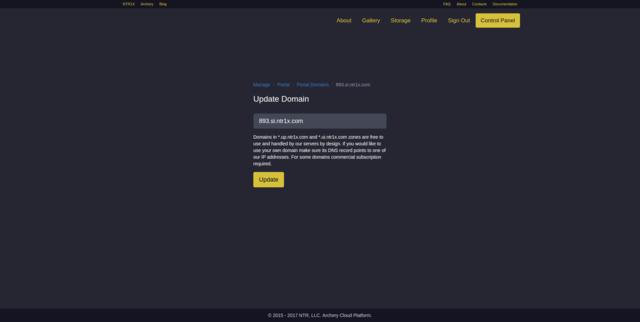 NTR1X Archery Blog FAQ About Contacts Documentation
About Gallery Storage Profile Sign Out Control Panel
Manage Portal Portal Domains 893.si.ntr1x.com
Update Domain
893.si.ntr1x.com
Domains in *.up.ntr1x.com and *.ui.ntr1x.com zones are free to
use and handled by our servers by design. If you would like to
use your own domain make sure its DNS record points to one of
our IP addresses. For some domains commercial subscription
required.
Update
© 2015 - 2017 NTR, LLC. Archery Cloud Platform.